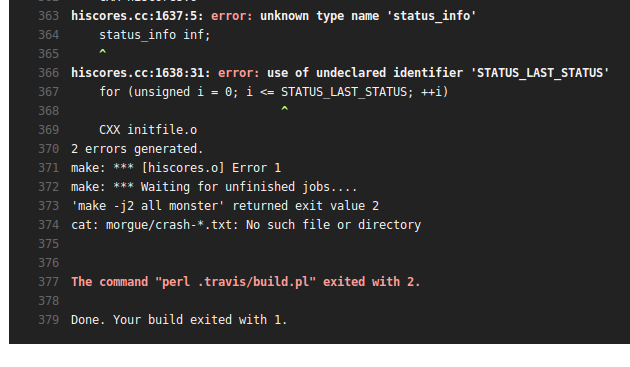 363 hiscores.cc:1637:5: error: unknown type name 'status_info'
364     status_info inf;
365     ^
366 hiscores.cc:1638:31: error: use of undeclared identifier 'STATUS_LAST_STATUS'
367     for (unsigned i = 0; i <= STATUS_LAST_STATUS; ++i)
368                               ^
369     CXX initfile.o
370 2 errors generated.
371 make: *** [hiscores.o] Error 1
372 make: *** Waiting for unfinished jobs....
373 'make -j2 all monster' returned exit value 2
374 cat: morgue/crash-*.txt: No such file or directory
375
376
377 The command "perl .travis/build.pl" exited with 2.
378
379 Done. Your build exited with 1.